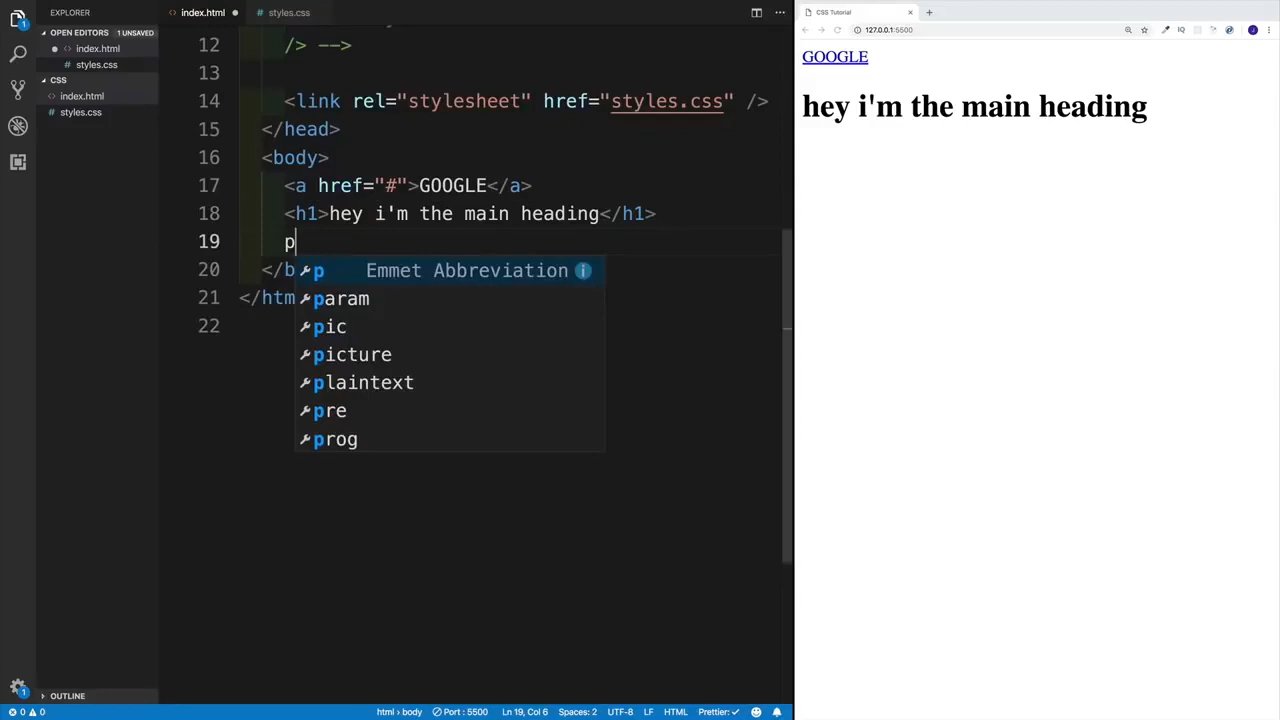 EXPLORER
OPEN EDITORS 1 UNSAVED
index.html
styles.css
CSS
index.html
styles.css
OUTLINE
index.html
styles.css
12 /> -->
13
14 <link rel="stylesheet" href="styles.css" />
15 </head>
16 <body>
17 <a href="#">GOOGLE</a>
18 <h1>hey i'm the main heading</h1>
19 p
20 </b
21 </htm
22
p Emmet Abbreviation
param
pic
picture
plaintext
pre
prog
0 0 html › body Port : 5500 Ln 19, Col 6 Spaces: 2 UTF-8 LF HTML Prettier: ✓
CSS Tutorial
127.0.0.1:5500
GOOGLE
hey i'm the main heading